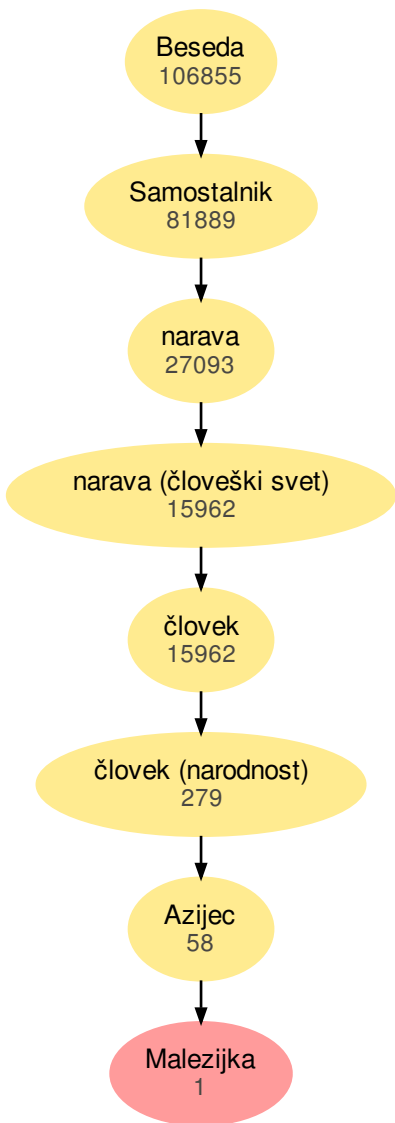 Beseda
106855
Samostalnik
81889
narava
27093
narava (človeški svet)
15962
človek
15962
človek (narodnost)
279
Azijec
58
Malezijka
1